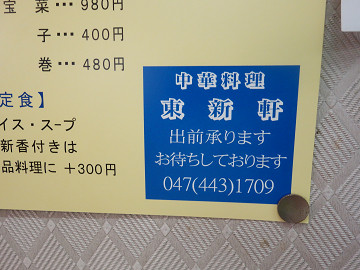 宝 菜･･･980円
子･･･400円
巻･･･480円
定食】
イス・スープ
新香付きは
品料理に +300円
中華料理
東新軒
出前承ります
お待ちしております
047(443)1709